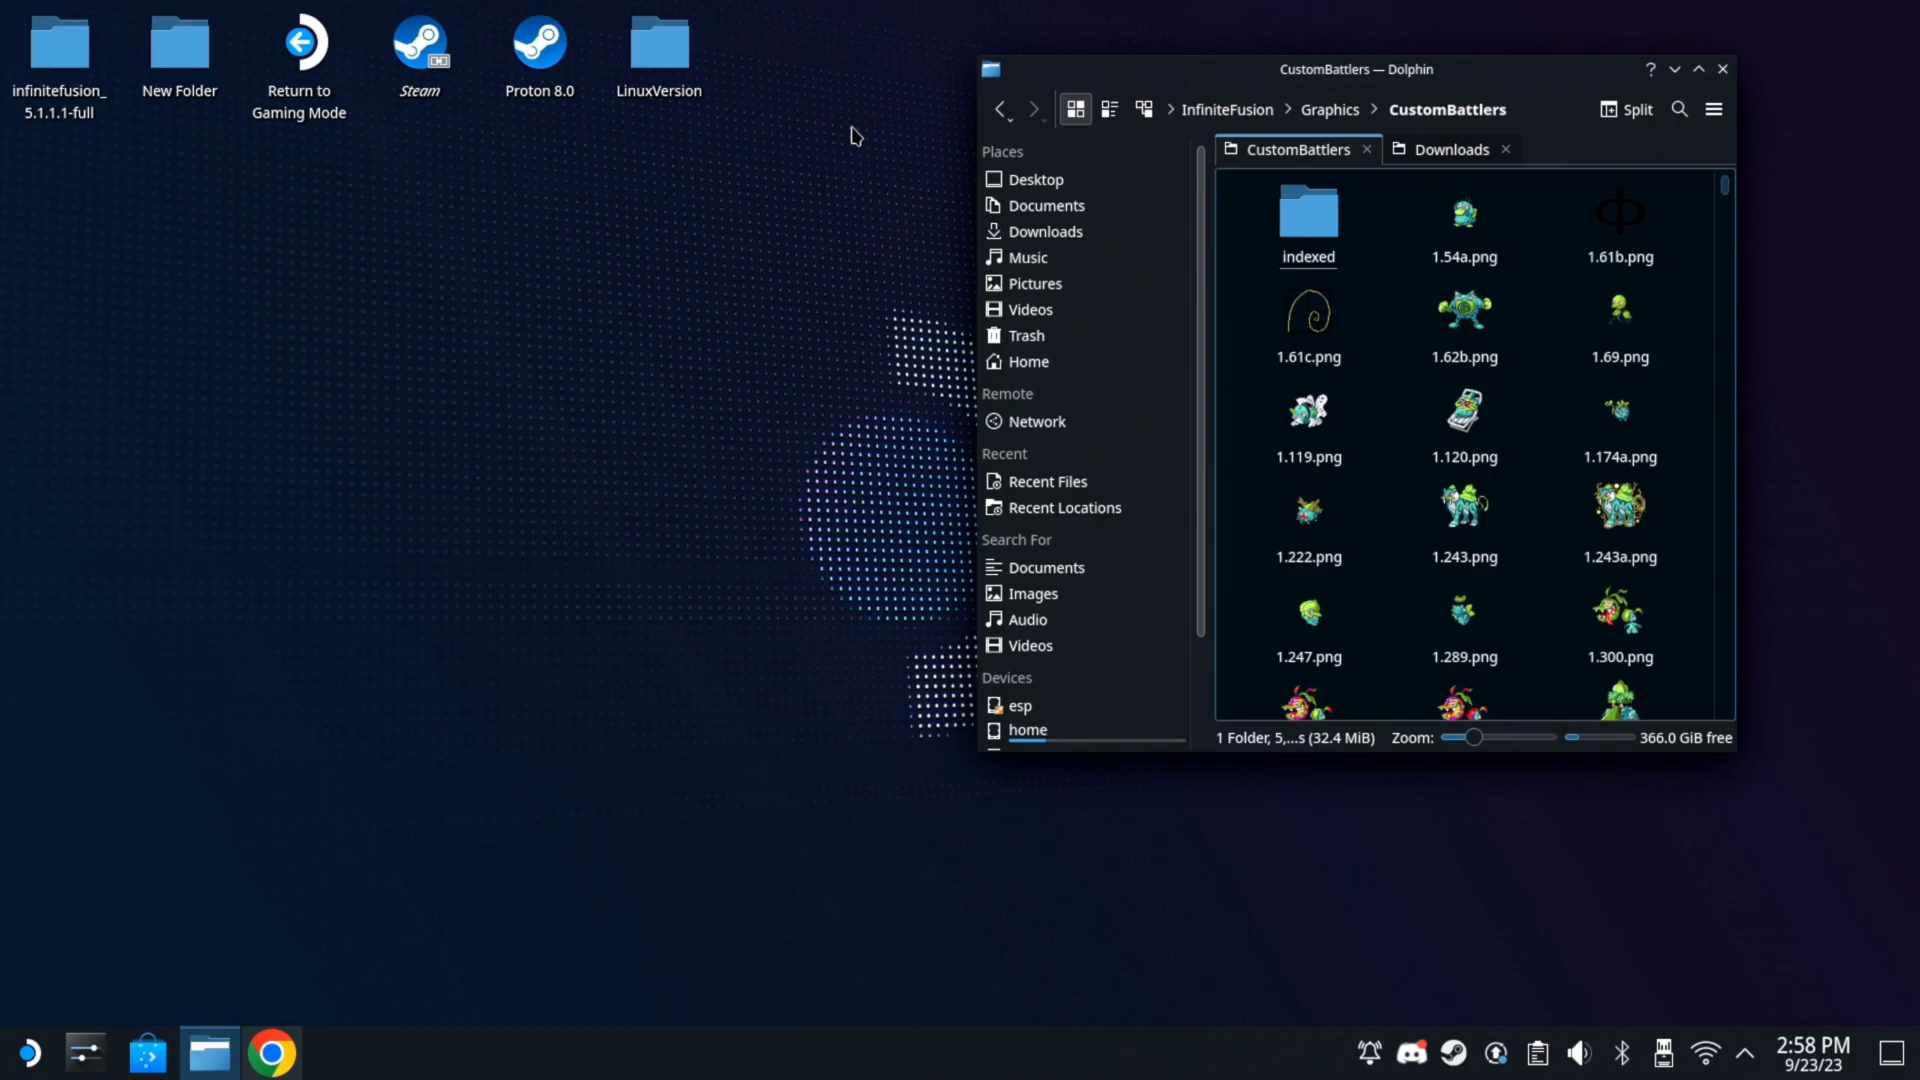 infinitefusion_
5.1.1.1-full
New Folder
Return to
Gaming Mode
Steam
Proton 8.0
LinuxVersion
CustomBattlers — Dolphin
InfiniteFusion
Graphics
CustomBattlers
Split
CustomBattlers
Downloads
Places
Desktop
Documents
Downloads
Music
Pictures
Videos
Trash
Home
Remote
Network
Recent
Recent Files
Recent Locations
Search For
Documents
Images
Audio
Videos
Devices
esp
home
indexed
1.54a.png
1.61b.png
1.61c.png
1.62b.png
1.69.png
1.119.png
1.120.png
1.174a.png
1.222.png
1.243.png
1.243a.png
1.247.png
1.289.png
1.300.png
1 Folder, 5,...s (32.4 MiB)
Zoom:
366.0 GiB free
2:58 PM
9/23/23